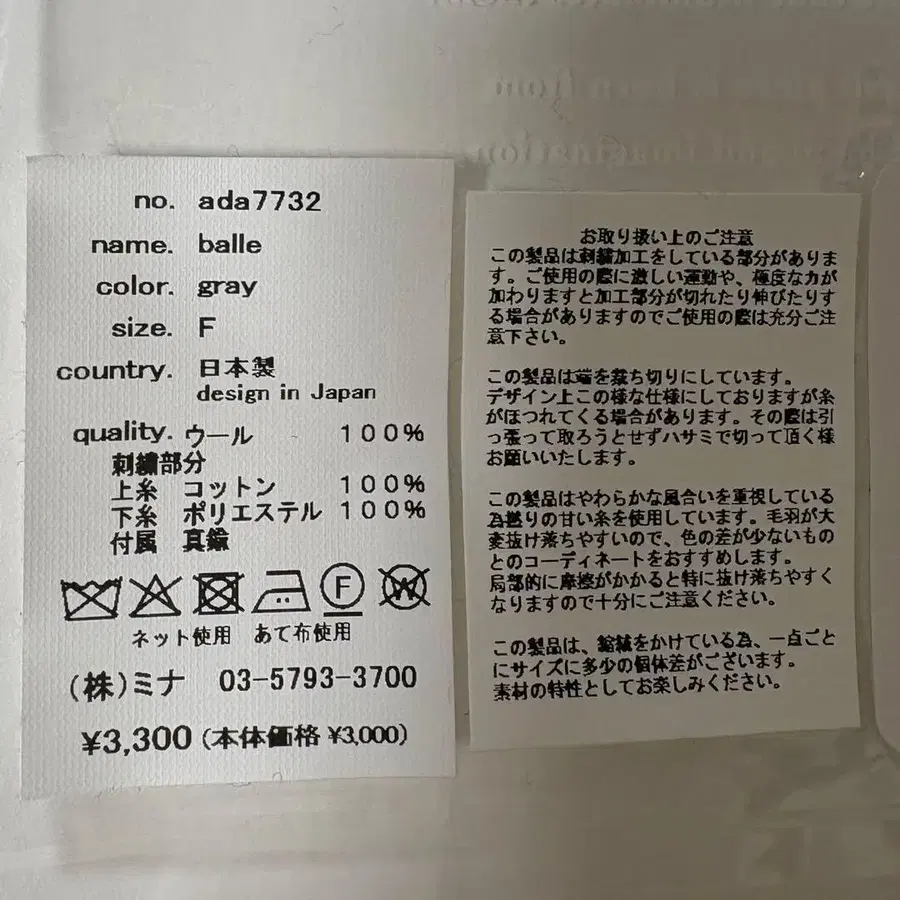 no. ada7732
name. balle
color. gray
size. F
country. 日本製
design in Japan
quality. ウール 100%
刺繍部分
上糸 コットン 100%
下糸 ポリエステル 100%
付属 真鍮
F W
ネット使用 あて布使用
(株)ミナ 03-5793-3700
¥3,300 (本体価格 ¥3,000)
お取り扱い上のご注意
この製品は刺繍加工をしている部分がありま
す。ご使用の際に激しい運動や、極度な力が
加わりますと加工部分が切れたり伸びたりす
る場合がありますのでご使用の際は充分ご注
意下さい。
この製品は端を裁ち切りにしています。
デザイン上この様な仕様にしておりますが糸
がほつれてくる場合があります。その際は引
っ張って取ろうとせずハサミで切って頂く様
お願いいたします。
この製品はやわらかな風合いを重視している
為撚りの甘い糸を使用しています。毛羽が大
変抜け落ちやすいので、色の差が少ないもの
とのコーディネートをおすすめします。
局部的に摩擦がかかると特に抜け落ちやすく
なりますので十分にご注意ください。
この製品は、縮絨をかけている為、一点ごと
にサイズに多少の個体差がございます。
素材の特性としてお楽しみください。